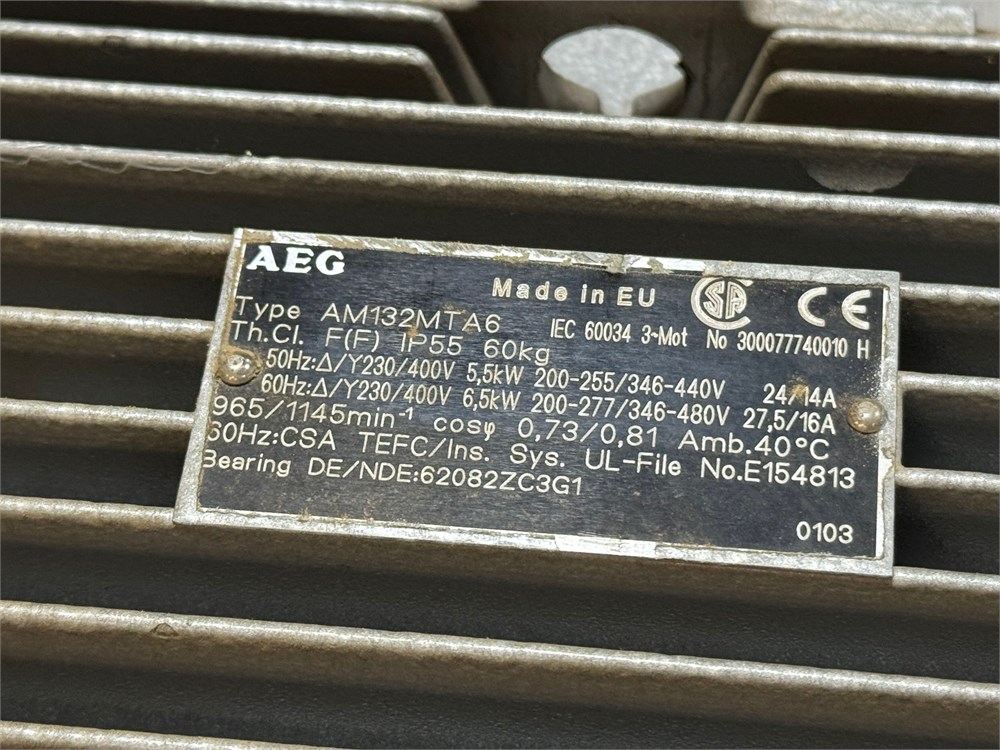 AEG
Made in EU
CSA
CE
Type AM132MTA6 IEC 60034 3~Mot No 300077740010 H
Th.Cl. F(F) IP55 60kg
50Hz:Δ/Y230/400V 5,5kW 200-255/346-440V 24/14A
60Hz:Δ/Y230/400V 6,5kW 200-277/346-480V 27,5/16A
965/1145min⁻¹ cosφ 0,73/0,81 Amb.40°C
60Hz:CSA TEFC/Ins. Sys. UL-File No.E154813
Bearing DE/NDE:62082ZC3G1
0103